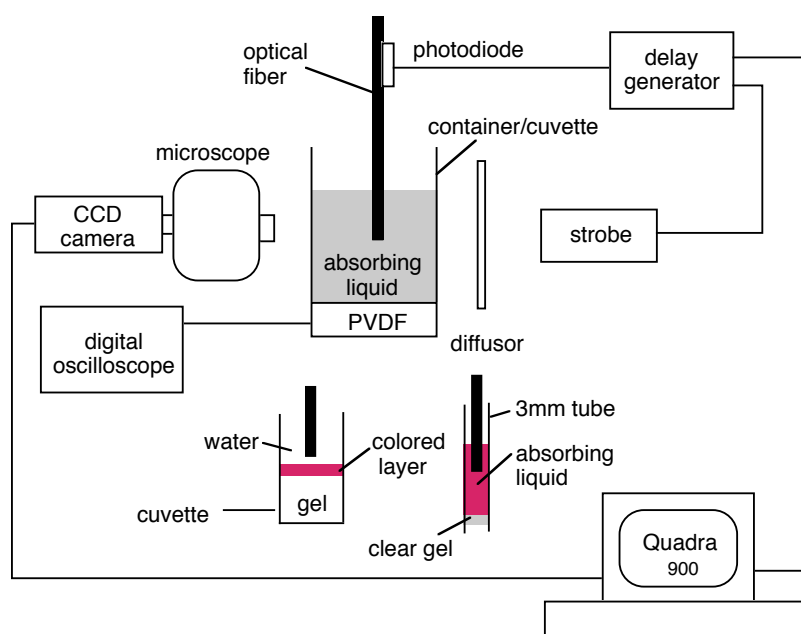 optical
fiber
photodiode
delay
generator
container/cuvette
microscope
CCD
camera
strobe
absorbing
liquid
PVDF
digital
oscilloscope
diffusor
3mm tube
water
colored
layer
absorbing
liquid
gel
cuvette
clear gel
Quadra
900